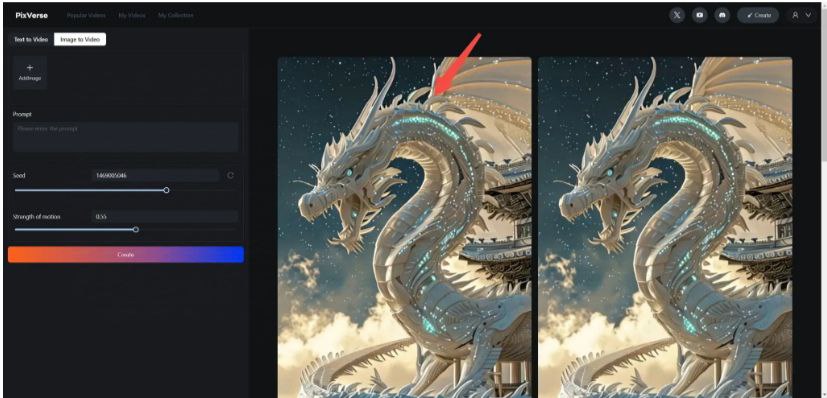 PixVerse
Popular Videos
My Videos
My Collection
Create
Text to Video
Image to Video
+
AddImage
Prompt
Please enter the prompt
Seed
1469005046
Strength of motion
0.55
Create